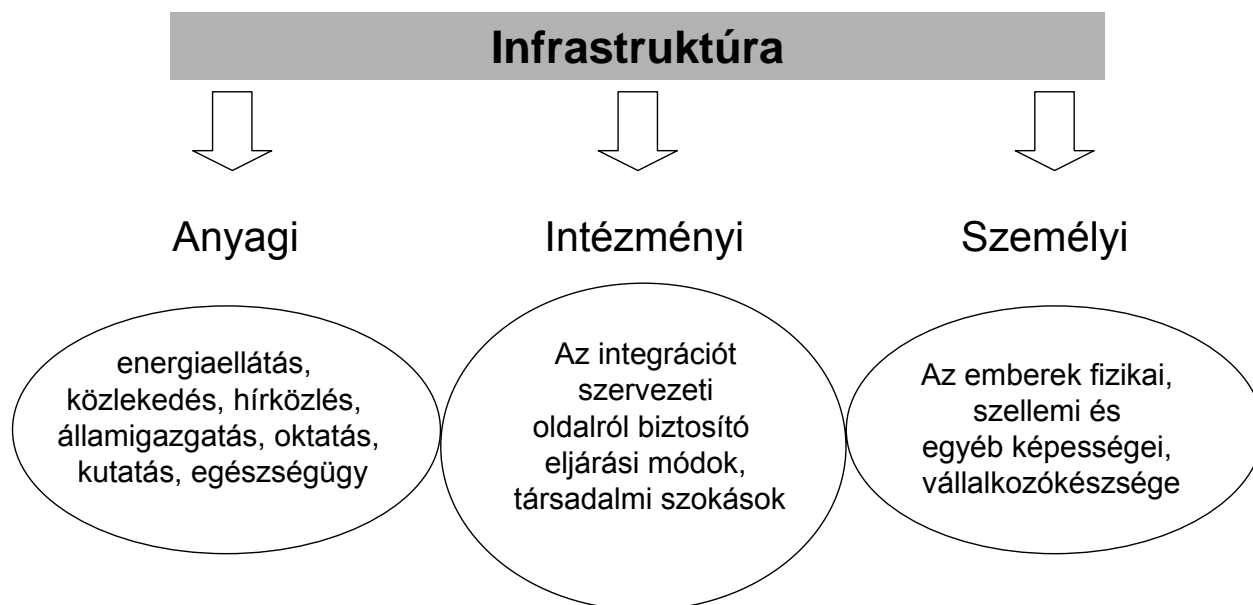 Infrastruktúra
Anyagi
Intézményi
Személyi
energiaellátás,
közlekedés, hírközlés,
államigazgatás, oktatás,
kutatás, egészségügy
Az integrációt
szervezeti
oldalról biztosító
eljárási módok,
társadalmi szokások
Az emberek fizikai,
szellemi és
egyéb képességei,
vállalkozókészsége